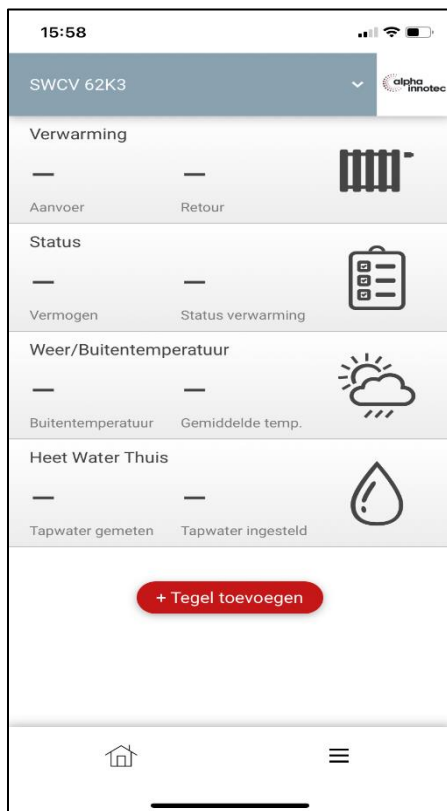 15:58
SWCV 62K3
alpha
innotec
Verwarming
— —
Aanvoer Retour
Status
— —
Vermogen Status verwarming
Weer/Buitentemperatuur
— —
Buitentemperatuur Gemiddelde temp.
Heet Water Thuis
— —
Tapwater gemeten Tapwater ingesteld
+ Tegel toevoegen